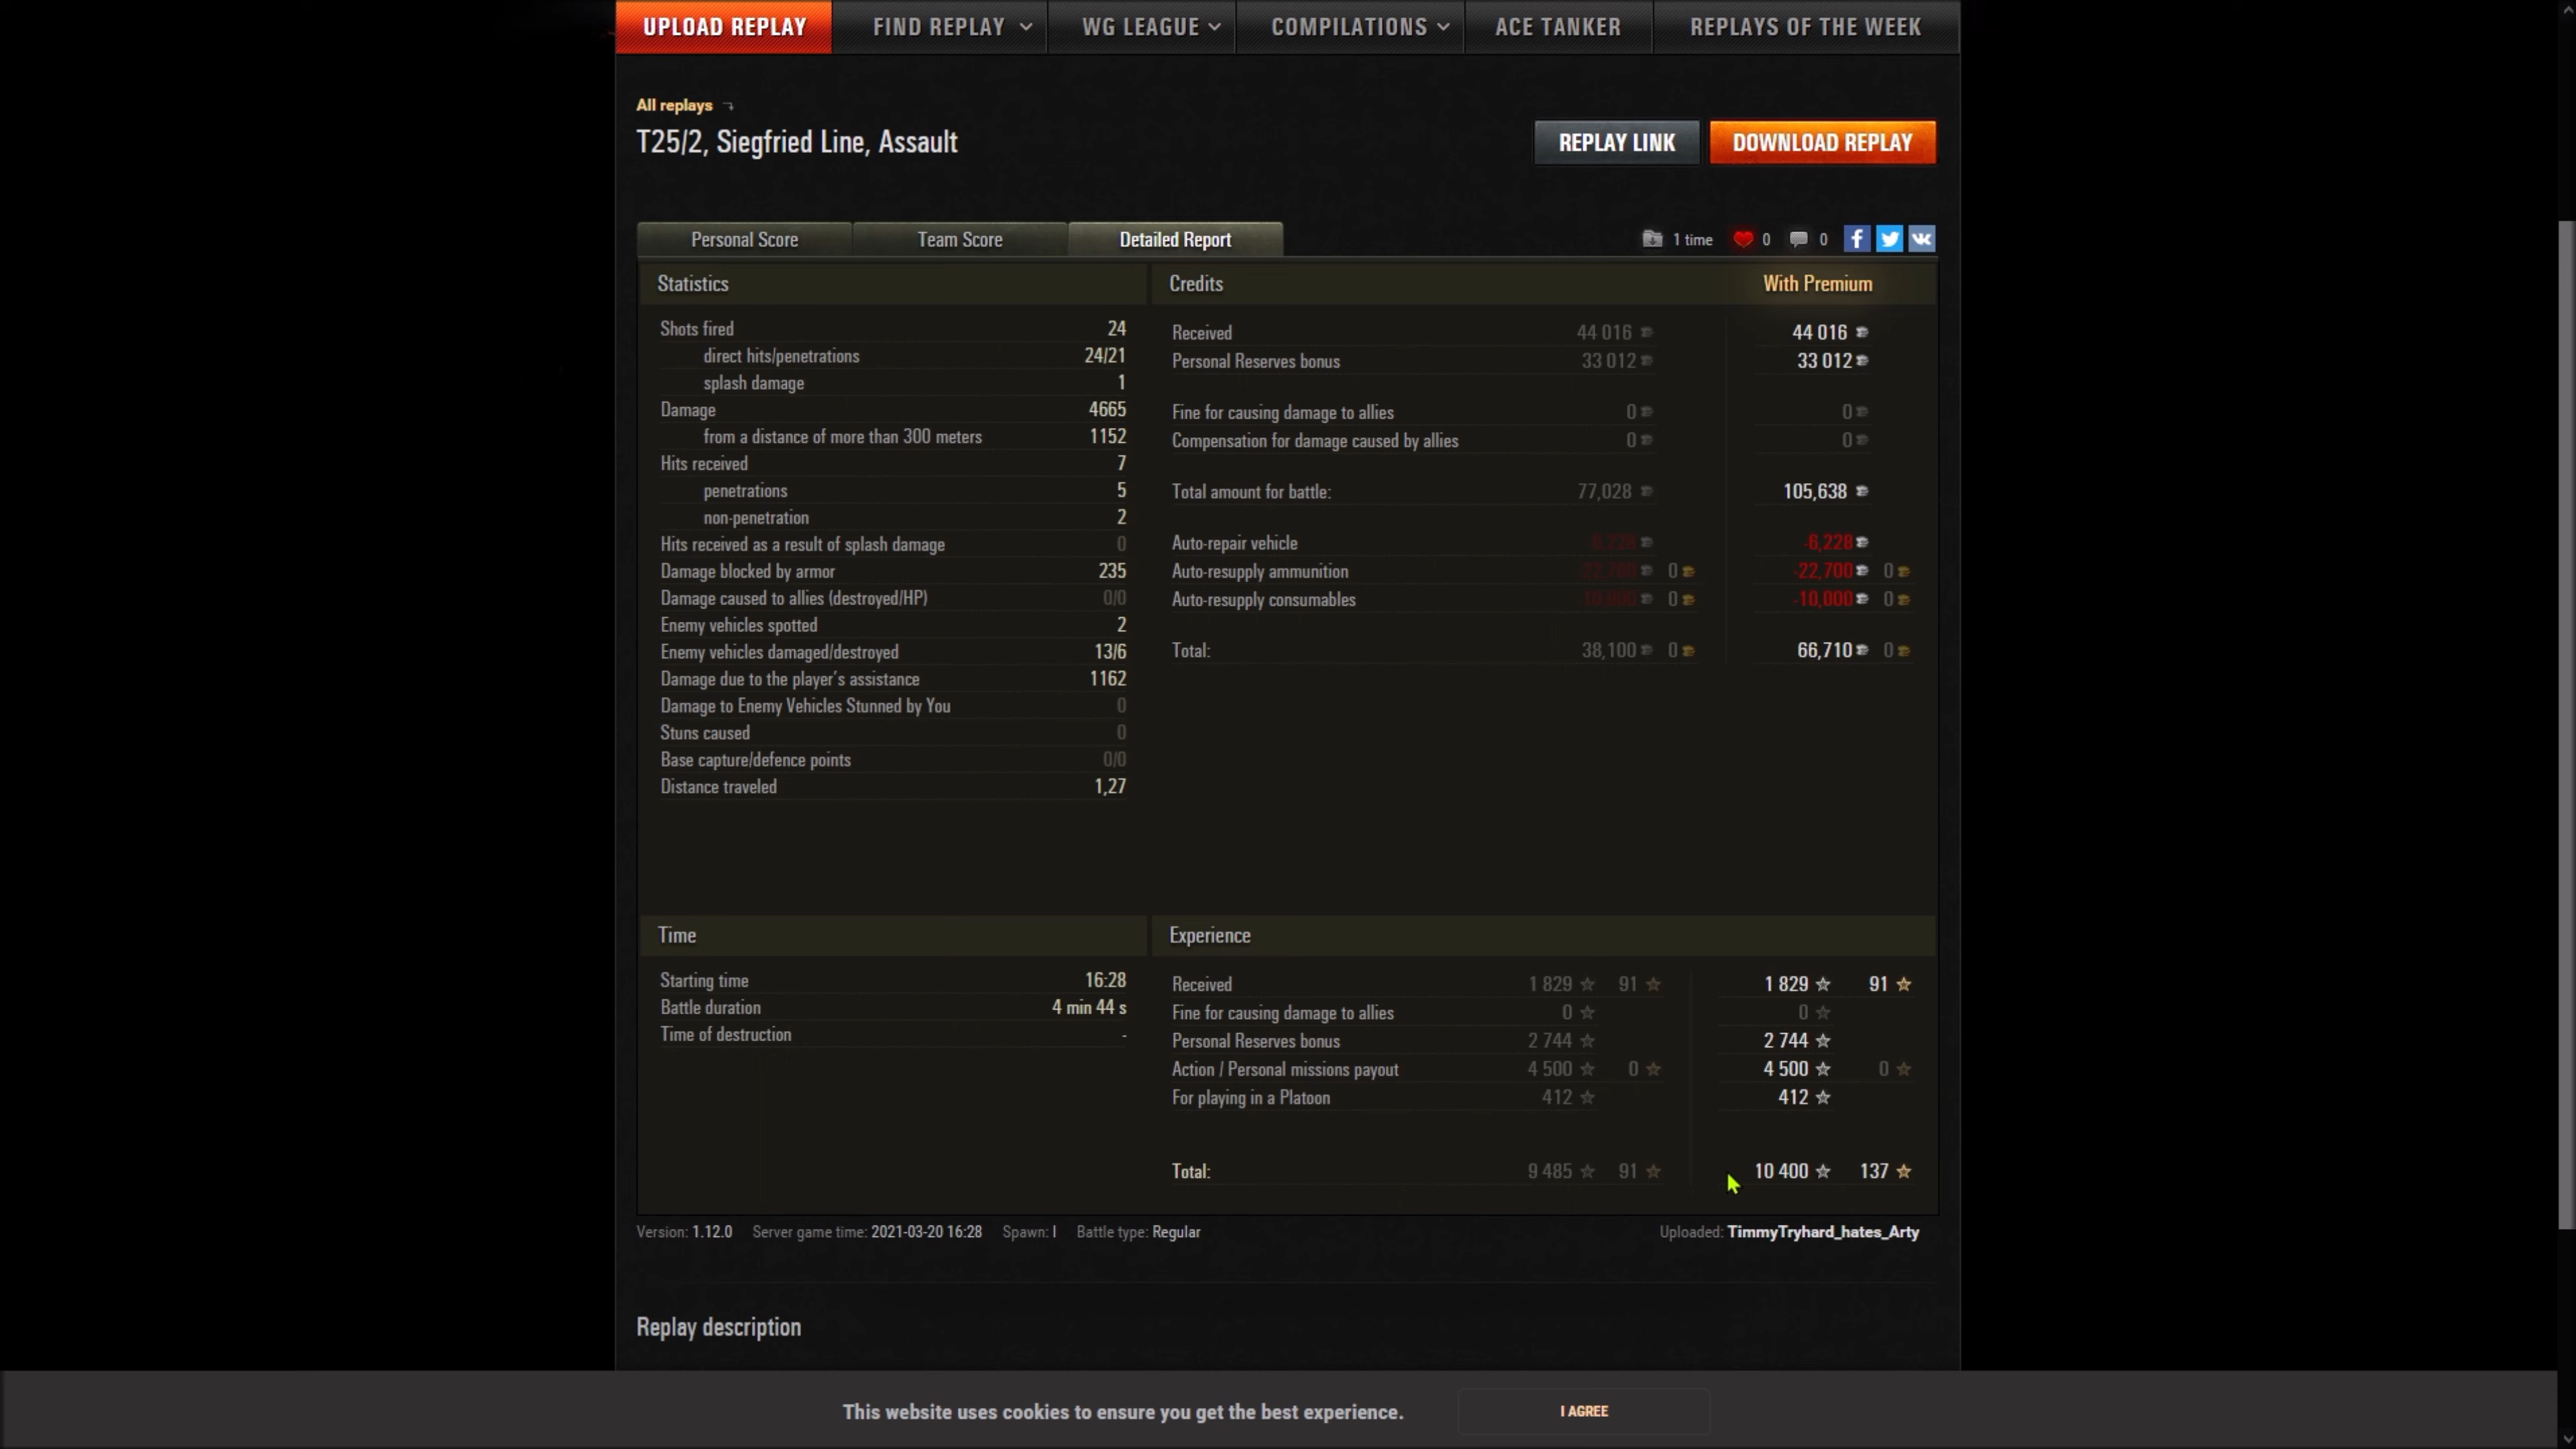 UPLOAD REPLAY FIND REPLAY WG LEAGUE COMPILATIONS ACE TANKER REPLAYS OF THE WEEK
All replays
T25/2, Siegfried Line, Assault
REPLAY LINK DOWNLOAD REPLAY
Personal Score Team Score Detailed Report 1 time 0 0
Statistics Credits With Premium
Shots fired 24
direct hits/penetrations 24/21
splash damage 1
Damage 4665
from a distance of more than 300 meters 1152
Hits received 7
penetrations 5
non-penetration 2
Hits received as a result of splash damage 0
Damage blocked by armor 235
Damage caused to allies (destroyed/HP) 0/0
Enemy vehicles spotted 2
Enemy vehicles damaged/destroyed 13/6
Damage due to the player's assistance 1162
Damage to Enemy Vehicles Stunned by You 0
Stuns caused 0
Base capture/defence points 0/0
Distance traveled 1,27
Received 44 016 44 016
Personal Reserves bonus 33 012 33 012
Fine for causing damage to allies 0 0
Compensation for damage caused by allies 0 0
Total amount for battle: 77,028 105,638
Auto-repair vehicle -6,228 -6,228
Auto-resupply ammunition -22,700 0 -22,700 0
Auto-resupply consumables -10,000 0 -10,000 0
Total: 38,100 0 66,710 0
Time
Starting time 16:28
Battle duration 4 min 44 s
Time of destruction -
Experience
Received 1 829 91 1 829 91
Fine for causing damage to allies 0 0
Personal Reserves bonus 2 744 2 744
Action / Personal missions payout 4 500 0 4 500 0
For playing in a Platoon 412 412
Total: 9 485 91 10 400 137
Version: 1.12.0 Server game time: 2021-03-20 16:28 Spawn: I Battle type: Regular Uploaded: TimmyTryhard_hates_Arty
Replay description
This website uses cookies to ensure you get the best experience. I AGREE